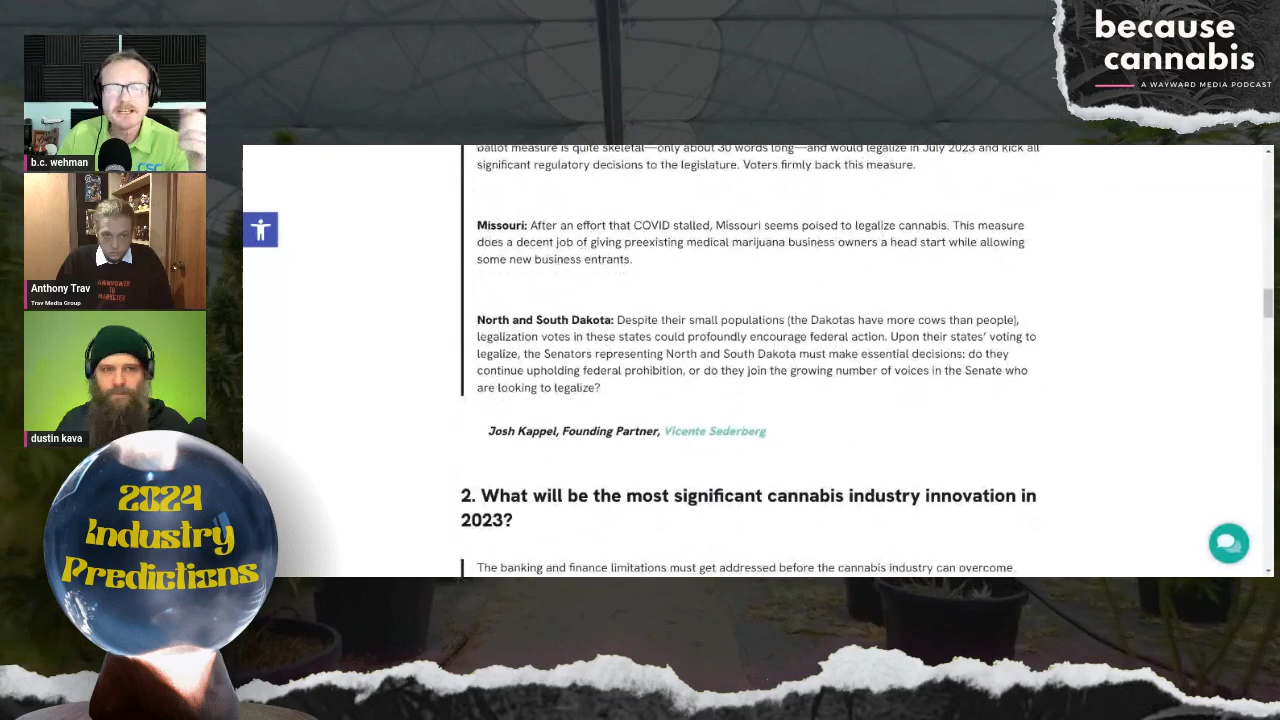 because
cannabis
A WAYWARD MEDIA PODCAST
b.c. wehman
CSC
Anthony Trav
Trav Media Group
dustin kava
2024
Industry
Predictions
ballot measure is quite skeletal—only about 30 words long—and would legalize in July 2023 and kick all
significant regulatory decisions to the legislature. Voters firmly back this measure.
Missouri: After an effort that COVID stalled, Missouri seems poised to legalize cannabis. This measure
does a decent job of giving preexisting medical marijuana business owners a head start while allowing
some new business entrants.
North and South Dakota: Despite their small populations (the Dakotas have more cows than people),
legalization votes in these states could profoundly encourage federal action. Upon their states' voting to
legalize, the Senators representing North and South Dakota must make essential decisions: do they
continue upholding federal prohibition, or do they join the growing number of voices in the Senate who
are looking to legalize?
Josh Kappel, Founding Partner, Vicente Sederberg
2. What will be the most significant cannabis industry innovation in
2023?
The banking and finance limitations must get addressed before the cannabis industry can overcome